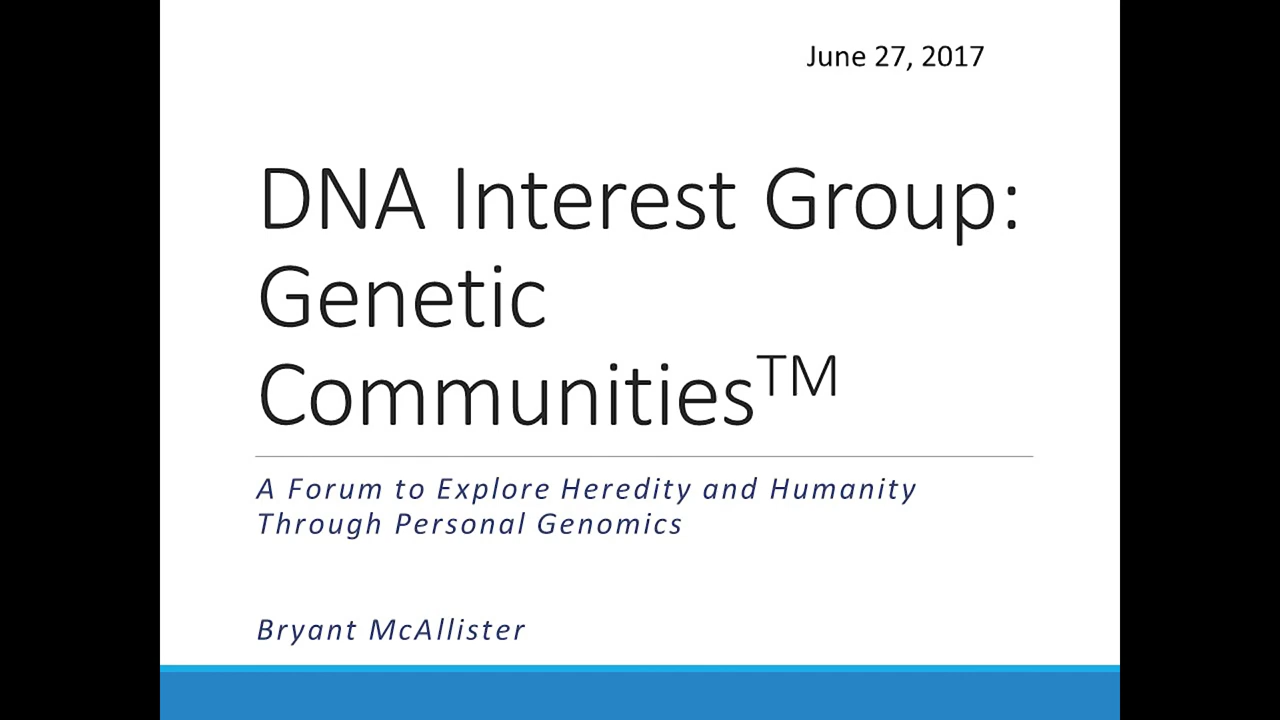 June 27, 2017
DNA Interest Group:
Genetic
Communities™
A Forum to Explore Heredity and Humanity
Through Personal Genomics
Bryant McAllister